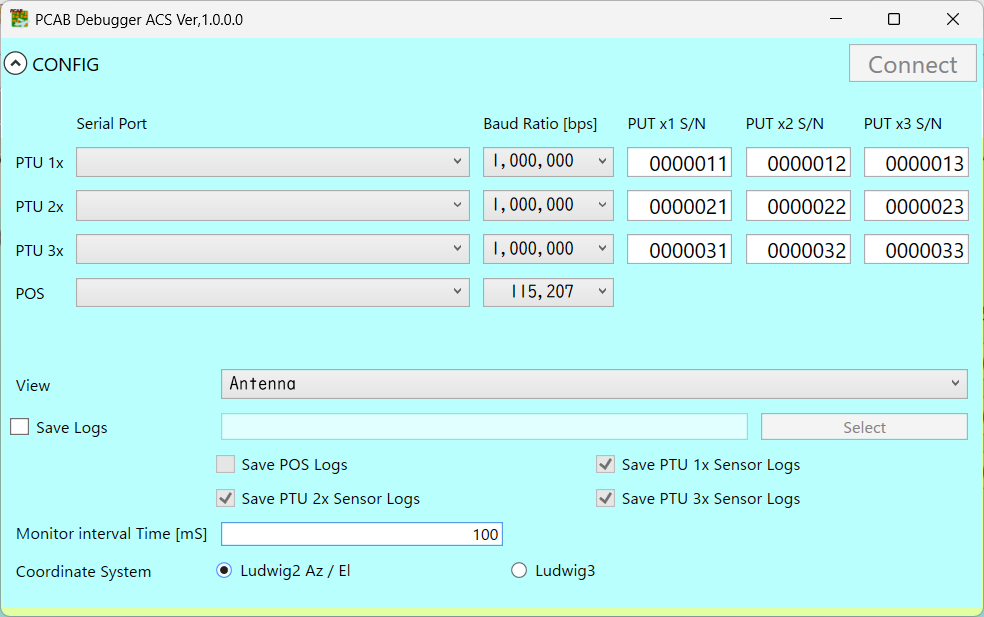 PCAB Debugger ACS Ver,1.0.0.0
CONFIG
Connect
Serial Port Baud Ratio [bps] PUT x1 S/N PUT x2 S/N PUT x3 S/N
PTU 1x 1,000,000 0000011 0000012 0000013
PTU 2x 1,000,000 0000021 0000022 0000023
PTU 3x 1,000,000 0000031 0000032 0000033
POS 115,207
View Antenna
Save Logs Select
Save POS Logs Save PTU 1x Sensor Logs
Save PTU 2x Sensor Logs Save PTU 3x Sensor Logs
Monitor interval Time [mS] 100
Coordinate System Ludwig2 Az / El Ludwig3